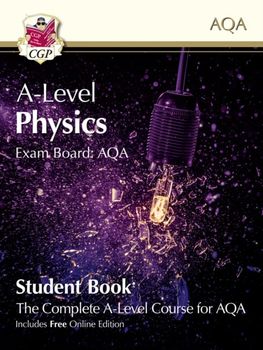 CGP
AQA
A-Level
Physics
Exam Board: AQA
Student Book
The Complete A-Level Course for AQA
Includes Free Online Edition